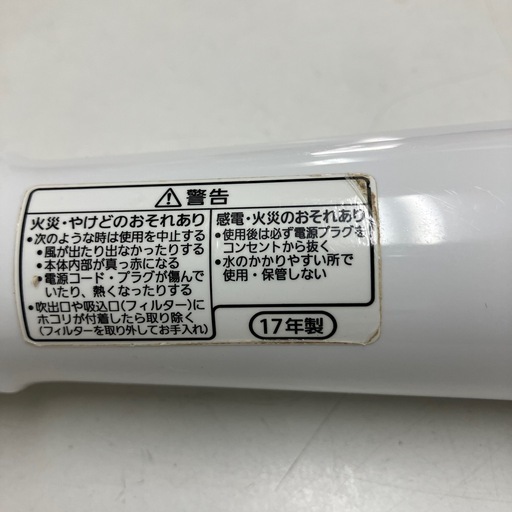 ⚠警告
火災・やけどのおそれあり
●次のような時は使用を中止する
●風が出たり出なかったりする
●本体内部が真っ赤になる
●電源コード・プラグが傷んで
いたり、熱くなったりする
●吹出口や吸込口(フィルター)に
ホコリが付着したら取り除く
(フィルターを取り外してお手入れ)
感電・火災のおそれあり
●使用後は必ず電源プラグを
コンセントから抜く
●水のかかりやすい所で
使用・保管しない
17年製